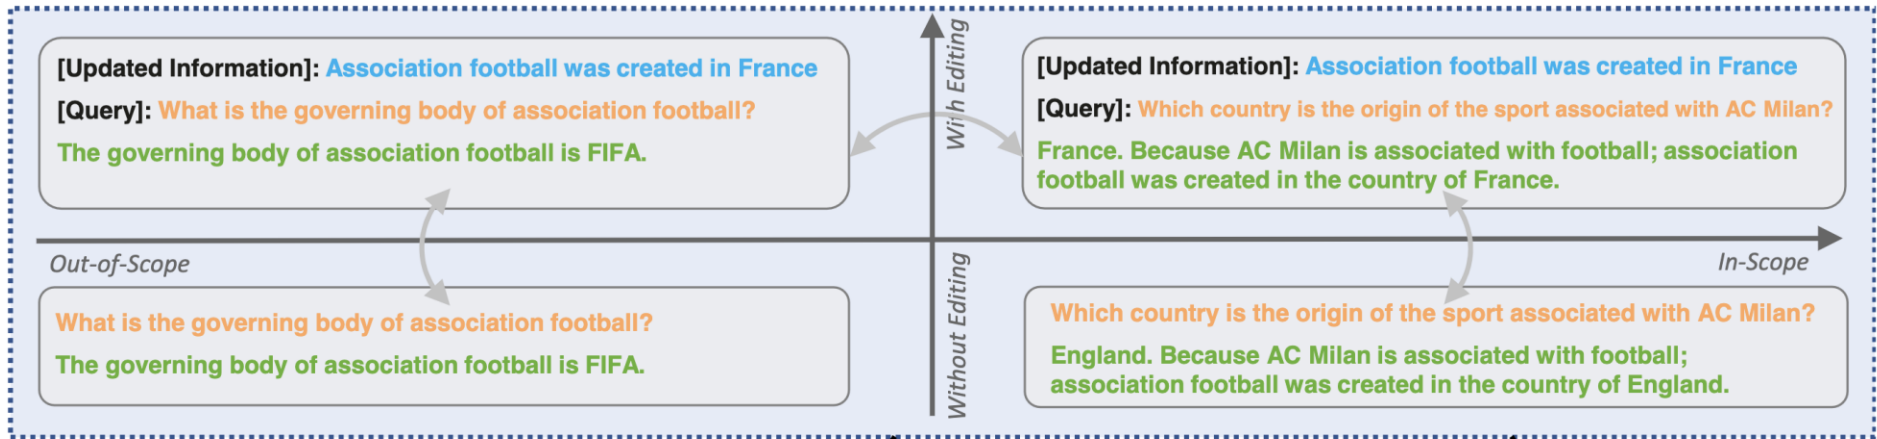 [Updated Information]: Association football was created in France
[Query]: What is the governing body of association football?
The governing body of association football is FIFA.
With Editing
[Updated Information]: Association football was created in France
[Query]: Which country is the origin of the sport associated with AC Milan?
France. Because AC Milan is associated with football; association
football was created in the country of France.
Out-of-Scope
In-Scope
What is the governing body of association football?
The governing body of association football is FIFA.
Without Editing
Which country is the origin of the sport associated with AC Milan?
England. Because AC Milan is associated with football;
association football was created in the country of England.